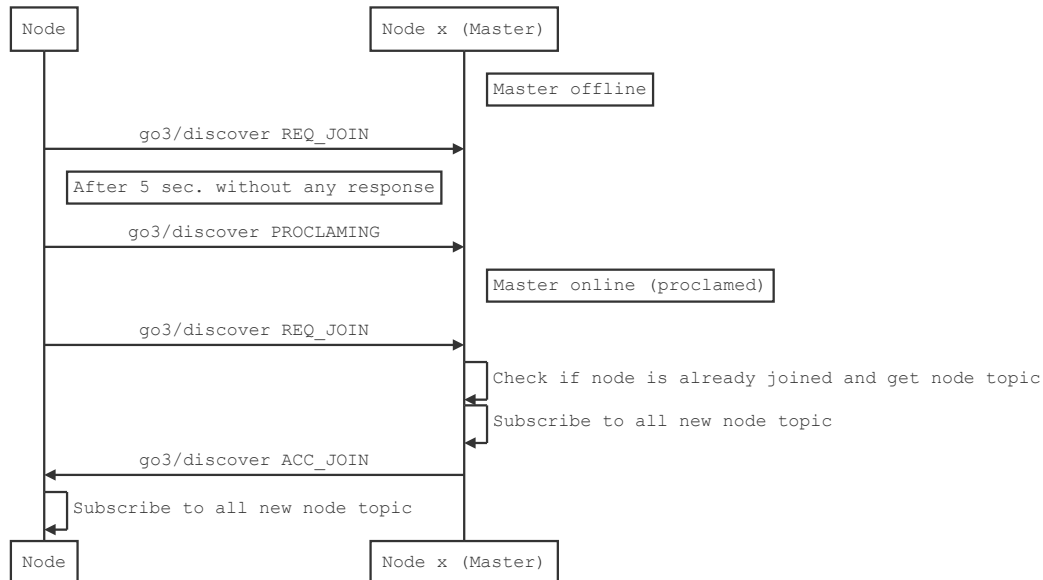 Node
Node x (Master)
Master offline
go3/discover REQ_JOIN
After 5 sec. without any response
go3/discover PROCLAMING
Master online (proclamed)
go3/discover REQ_JOIN
Check if node is already joined and get node topic
Subscribe to all new node topic
go3/discover ACC_JOIN
Subscribe to all new node topic
Node
Node x (Master)